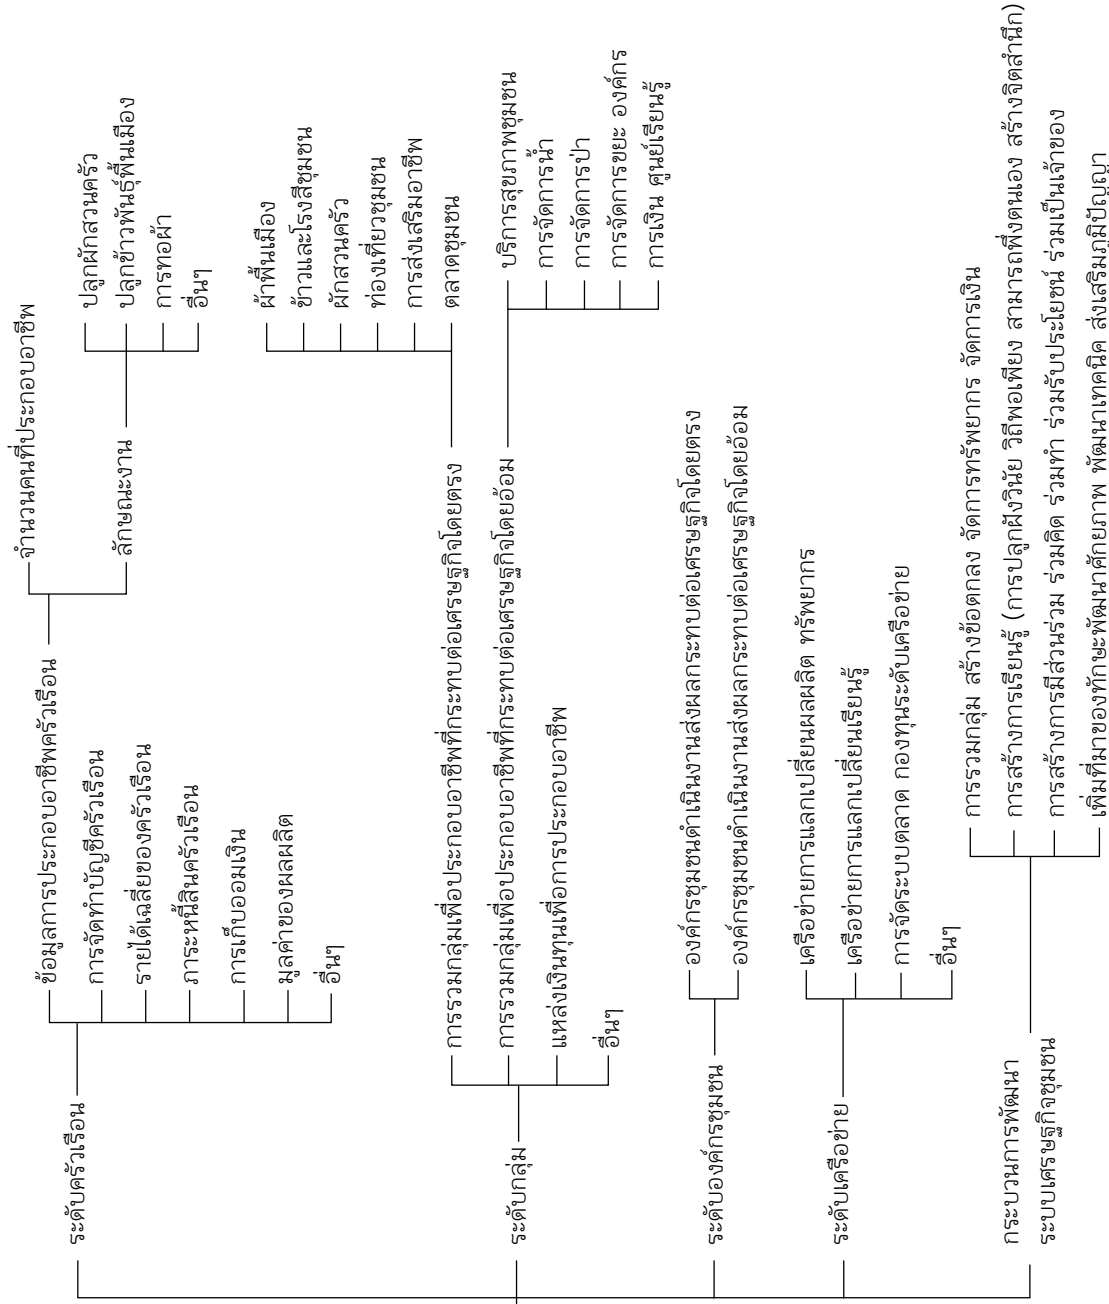 ระดับครัวเรือน
ข้อมูลการประกอบอาชีพครัวเรือน
จำนวนคนที่ประกอบอาชีพ
ลักษณะงาน
ปลูกผักสวนครัว
ปลูกข้าวพันธุ์พื้นเมือง
การทอผ้า
อื่นๆ
การจัดทำบัญชีครัวเรือน
รายได้เฉลี่ยของครัวเรือน
ภาระหนี้สินครัวเรือน
การเก็บออมเงิน
มูลค่าของผลผลิต
อื่นๆ
ระดับกลุ่ม
การรวมกลุ่มเพื่อประกอบอาชีพที่กระทบต่อเศรษฐกิจโดยตรง
ผ้าพื้นเมือง
ข้าวและโรงสีชุมชน
ผักสวนครัว
ท่องเที่ยวชุมชน
การส่งเสริมอาชีพ
ตลาดชุมชน
การรวมกลุ่มเพื่อประกอบอาชีพที่กระทบต่อเศรษฐกิจโดยอ้อม
บริการสุขภาพชุมชน
การจัดการน้ำ
การจัดการป่า
การจัดการขยะ องค์กร
การเงิน ศูนย์เรียนรู้
แหล่งเงินทุนเพื่อการประกอบอาชีพ
อื่นๆ
ระดับองค์กรชุมชน
องค์กรชุมชนดำเนินงานส่งผลกระทบต่อเศรษฐกิจโดยตรง
องค์กรชุมชนดำเนินงานส่งผลกระทบต่อเศรษฐกิจโดยอ้อม
ระดับเครือข่าย
เครือข่ายการแลกเปลี่ยนผลผลิต ทรัพยากร
เครือข่ายการแลกเปลี่ยนเรียนรู้
การจัดระบบตลาด กองทุนระดับเครือข่าย
อื่นๆ
กระบวนการพัฒนา
ระบบเศรษฐกิจชุมชน
การรวมกลุ่ม สร้างข้อตกลง จัดการทรัพยากร จัดการเงิน
การสร้างการเรียนรู้ (การปลูกฝังวินัย วิถีพอเพียง สามารถพึ่งตนเอง สร้างจิตสำนึก)
การสร้างการมีส่วนร่วม ร่วมคิด ร่วมทำ ร่วมรับประโยชน์ ร่วมเป็นเจ้าของ
เพิ่มที่มาของทักษะพัฒนาศักยภาพ พัฒนาเทคนิค ส่งเสริมภูมิปัญญา